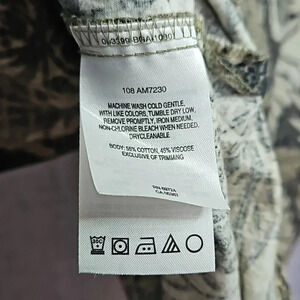 108 AM7230
MACHINE WASH COLD GENTLE,
WITH LIKE COLORS, TUMBLE DRY LOW,
REMOVE PROMPTLY, IRON MEDIUM,
NON-CHLORINE BLEACH WHEN NEEDED,
DRYCLEANABLE
BODY: 55% COTTON, 45% VISCOSE
EXCLUSIVE OF TRIMMING